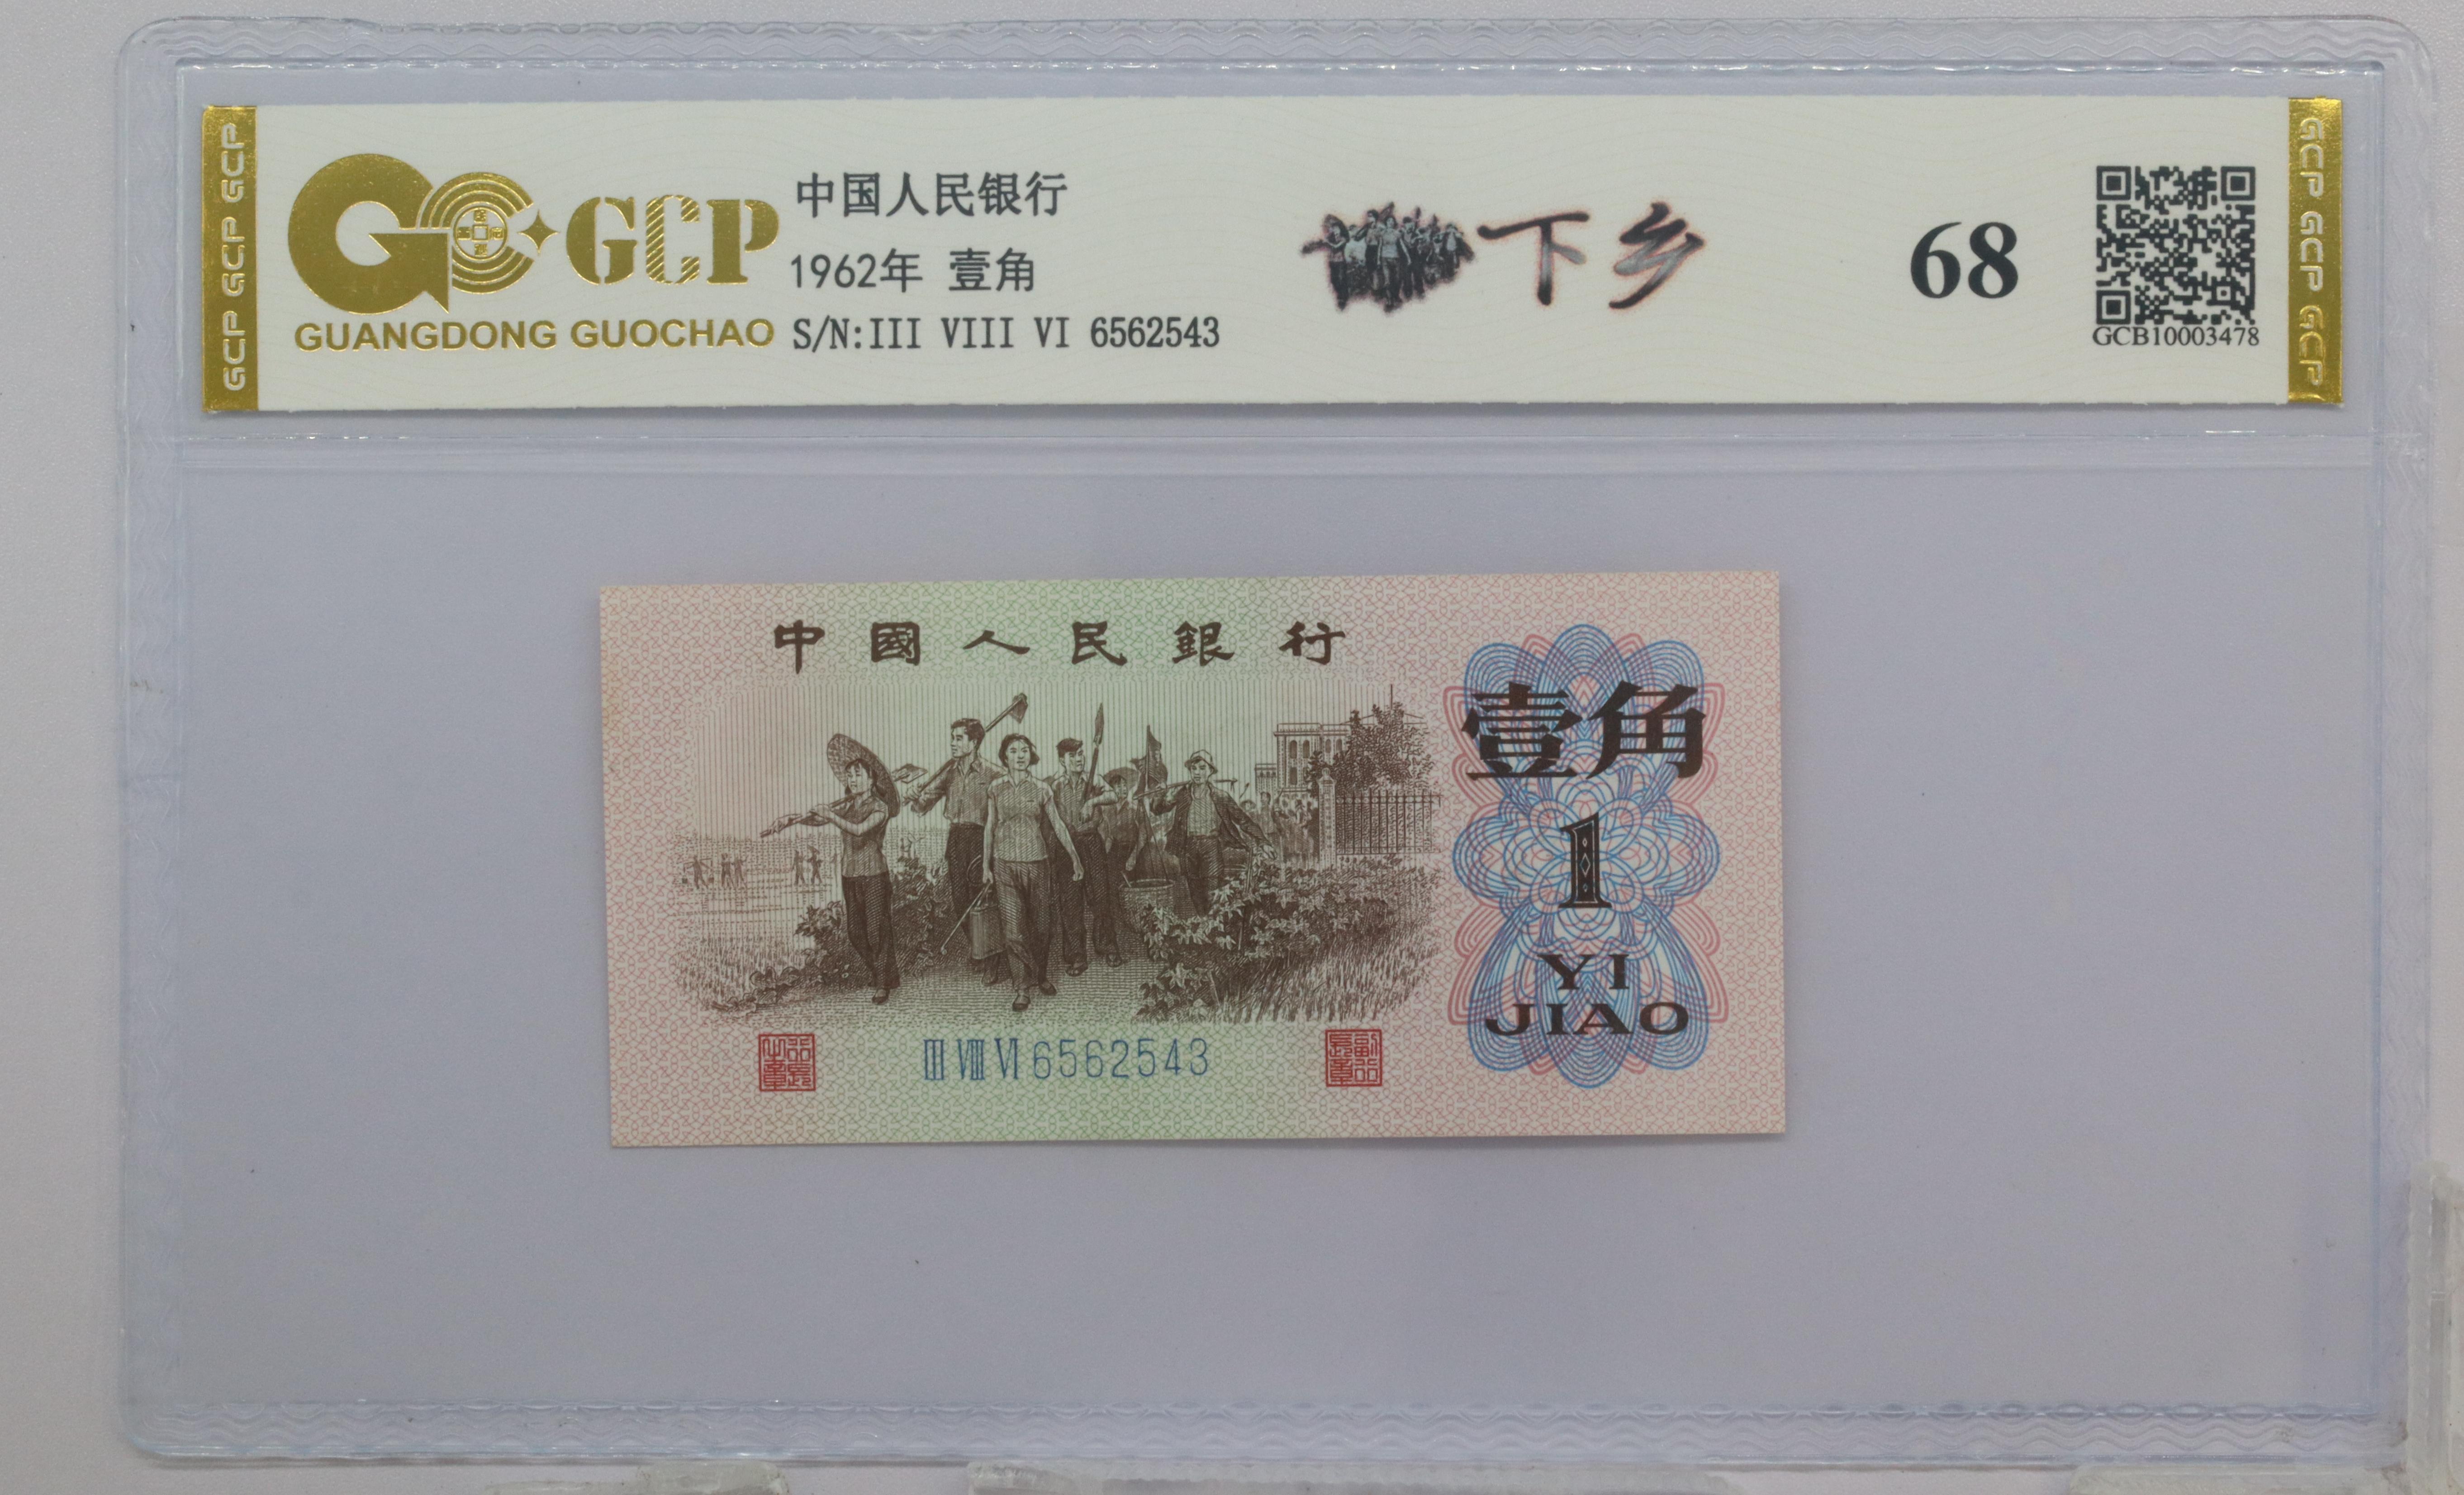 GCP GCP GCP
GCP
GUANGDONG GUOCHAO
中国人民银行
1962年 壹角
S/N:III VIII VI 6562543
下乡
68
GCB10003478
GCP GCP GCP
中國人民銀行
壹角
1
YI
JIAO
III VIII VI 6562543